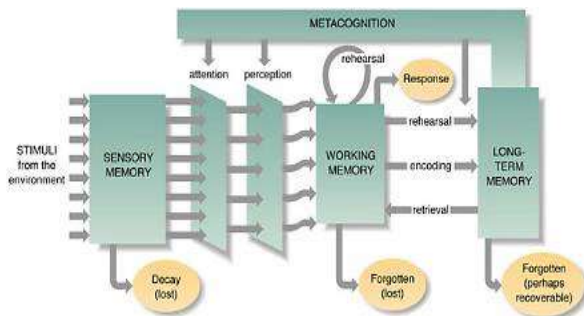 METACOGNITION
attention
perception
rehearsal
Response
STIMULI
from the
environment
SENSORY
MEMORY
WORKING
MEMORY
rehearsal
encoding
retrieval
LONG-
TERM
MEMORY
Decay
(lost)
Forgotten
(lost)
Forgotten
(perhaps
recoverable)